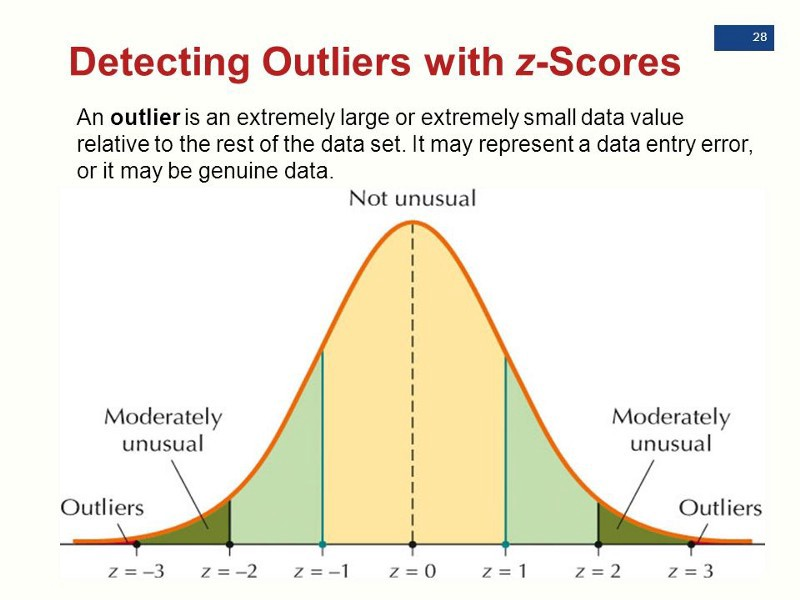 28
Detecting Outliers with z-Scores
An outlier is an extremely large or extremely small data value
relative to the rest of the data set. It may represent a data entry error,
or it may be genuine data.
Not unusual
Moderately
unusual
Moderately
unusual
Outliers
Outliers
z = –3
z = –2
z = –1
z = 0
z = 1
z = 2
z = 3